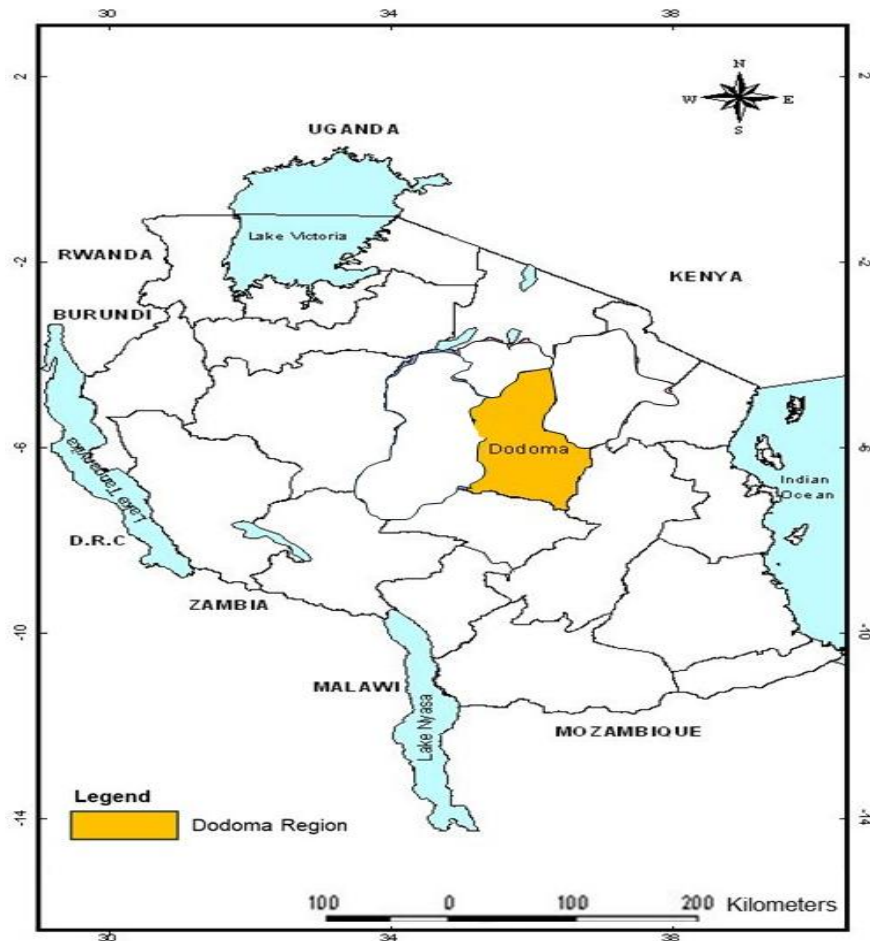 30 34 38
2 2
N
W E
S
UGANDA
Lake Victoria
RWANDA
-2 -2
KENYA
BURUNDI
-6 -6
Dodoma
Indian
Ocean
Lake Tanganyika
D.R.C
ZAMBIA
-10 -10
MALAWI
Lake Nyasa
MOZAMBIQUE
Legend
Dodoma Region
-14 -14
100 0 100 200 Kilometers
30 34 38